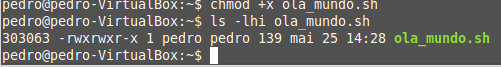 pedro@pedro-VirtualBox:~$ chmod +x ola_mundo.sh
pedro@pedro-VirtualBox:~$ ls -lhi ola_mundo.sh
303063 -rwxrwxr-x 1 pedro pedro 139 mai 25 14:28 ola_mundo.sh
pedro@pedro-VirtualBox:~$